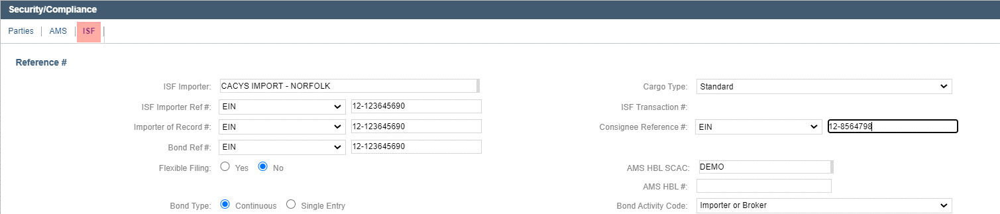 Security/Compliance
Parties | AMS | ISF |
Reference #
ISF Importer: CACYS IMPORT - NORFOLK Cargo Type: Standard
ISF Importer Ref #: EIN 12-123645690 ISF Transaction #:
Importer of Record #: EIN 12-123645690 Consignee Reference #: EIN 12-8564798
Bond Ref #: EIN 12-123645690
Flexible Filing: Yes No AMS HBL SCAC: DEMO
AMS HBL #:
Bond Type: Continuous Single Entry Bond Activity Code: Importer or Broker